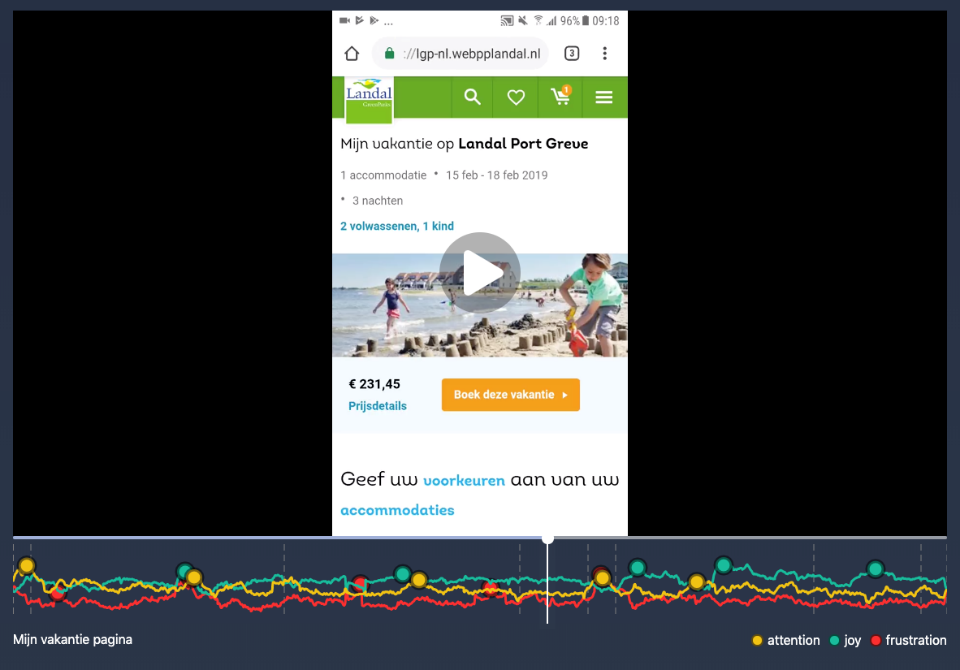 ... 96% 09:18
://lgp-nl.webpplandal.nl 3
Landal
GreenParks
1
Mijn vakantie op Landal Port Greve
1 accommodatie • 15 feb - 18 feb 2019
• 3 nachten
2 volwassenen, 1 kind
€ 231,45
Prijsdetails
Boek deze vakantie
Geef uw voorkeuren aan van uw
accommodaties
Mijn vakantie pagina
attention joy frustration